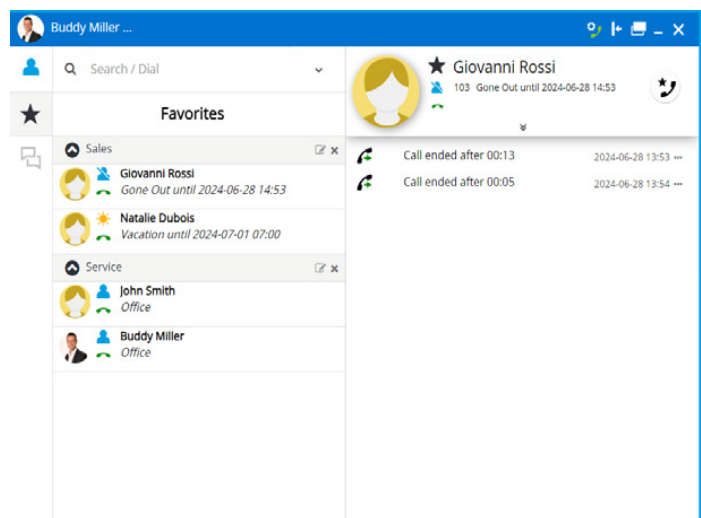 Buddy Miller ...
Search / Dial
Favorites
Sales
Giovanni Rossi
Gone Out until 2024-06-28 14:53
Natalie Dubois
Vacation until 2024-07-01 07:00
Service
John Smith
Office
Buddy Miller
Office
Giovanni Rossi
103 Gone Out until 2024-06-28 14:53
Call ended after 00:13 2024-06-28 13:53
Call ended after 00:05 2024-06-28 13:54